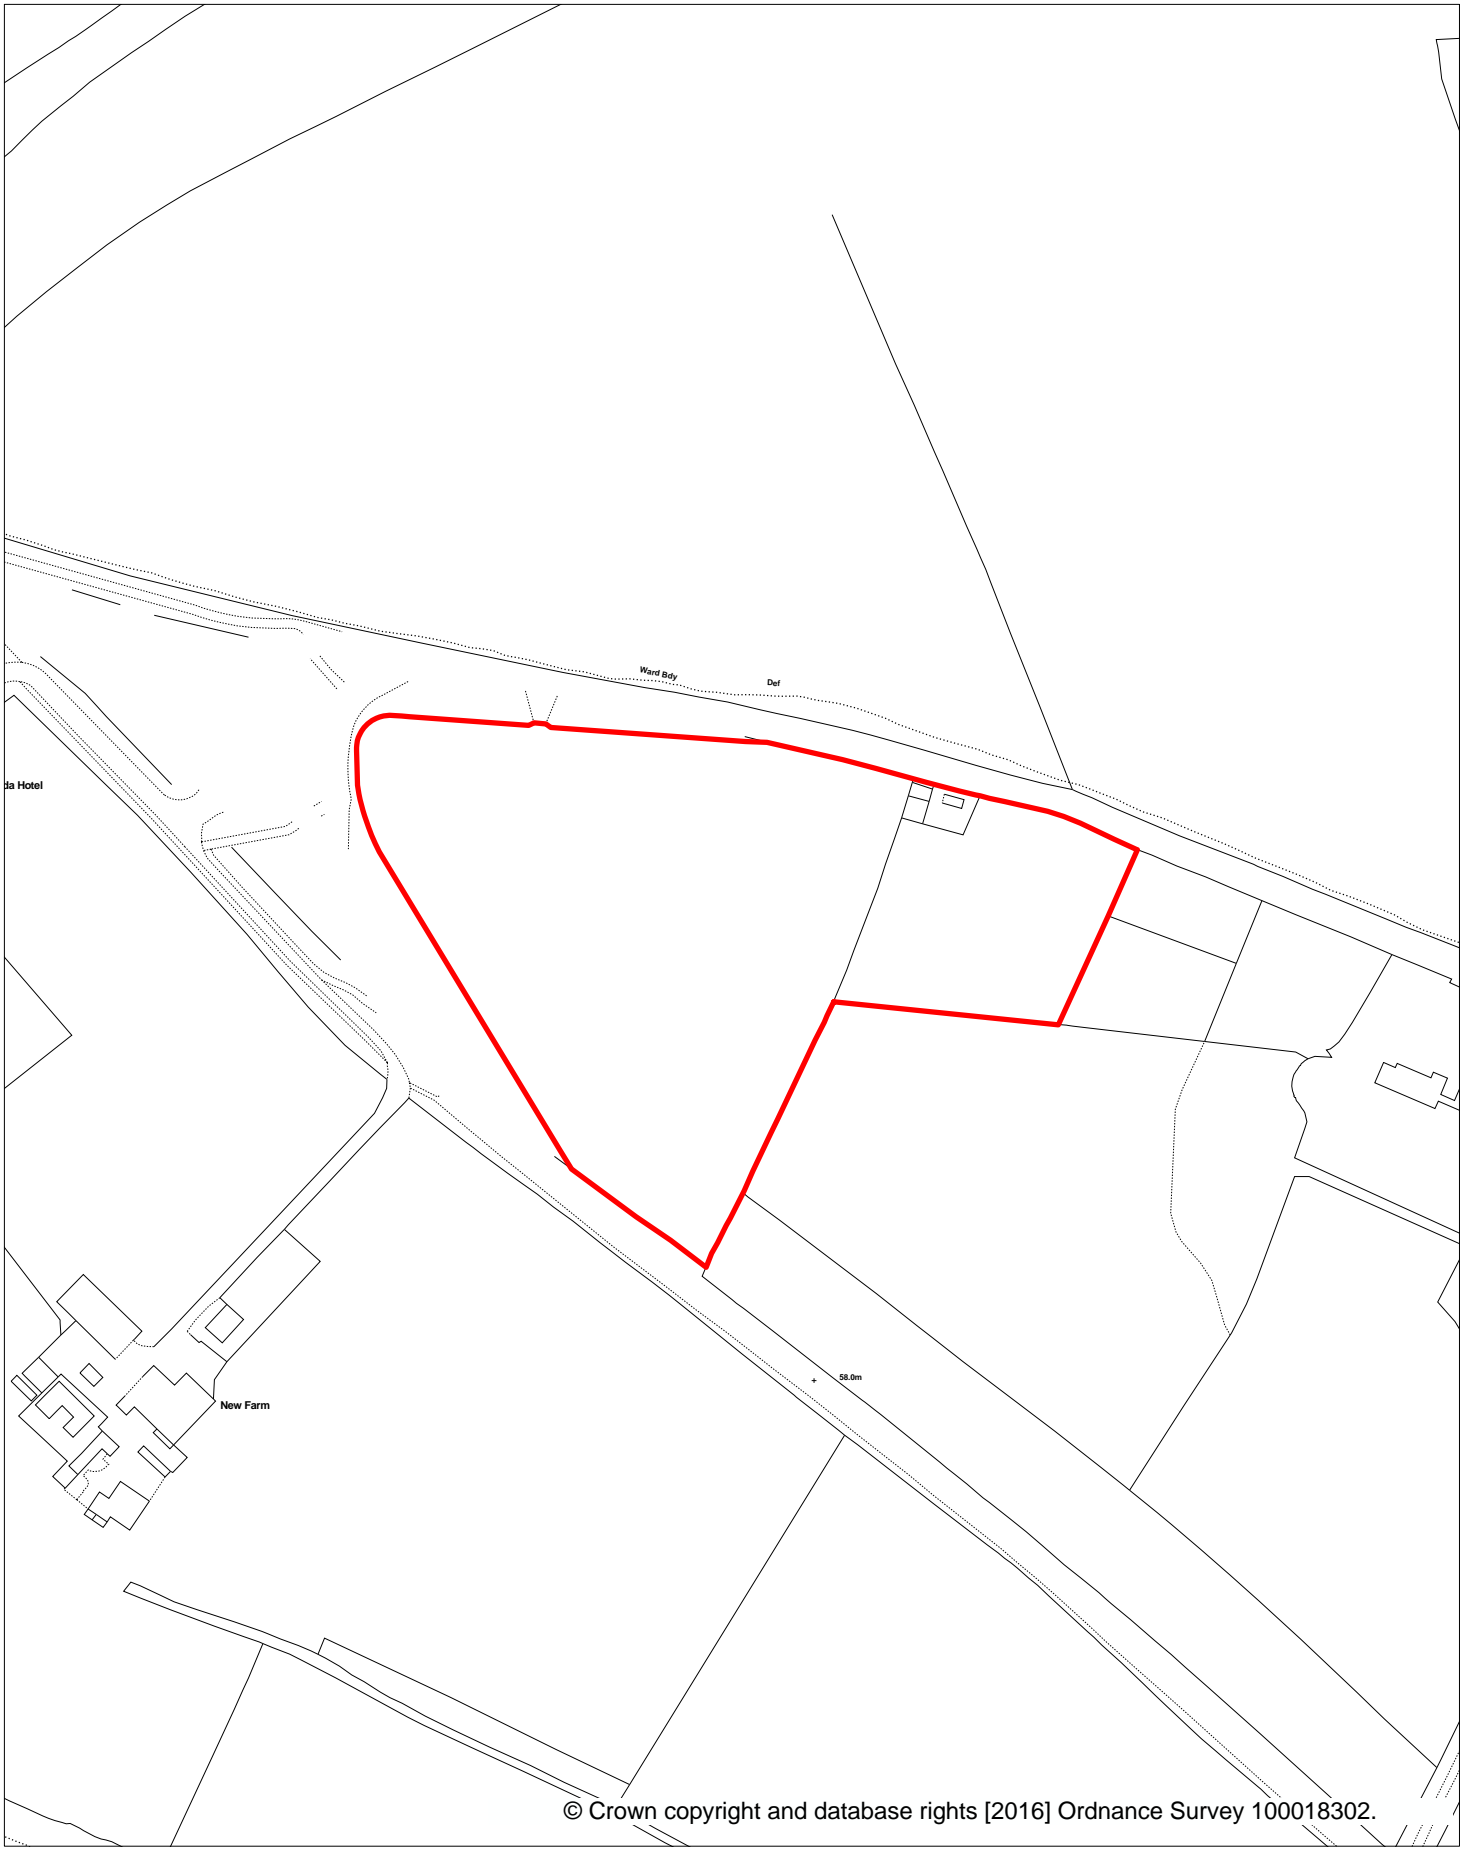 Ward Bdy
Def
da Hotel
58.0m
New Farm
© Crown copyright and database rights [2016] Ordnance Survey 100018302.